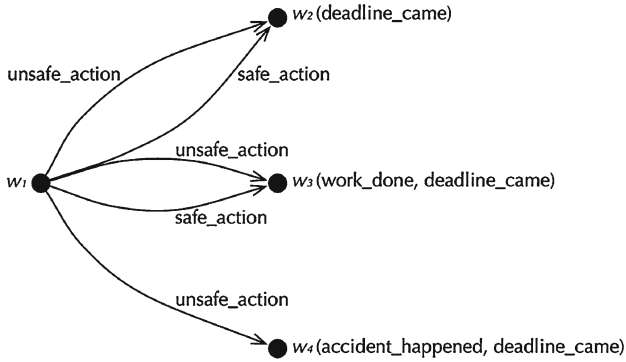 w₂ (deadline_came)
unsafe_action
safe_action
unsafe_action
w₁
w₃ (work_done, deadline_came)
safe_action
unsafe_action
w₄ (accident_happened, deadline_came)